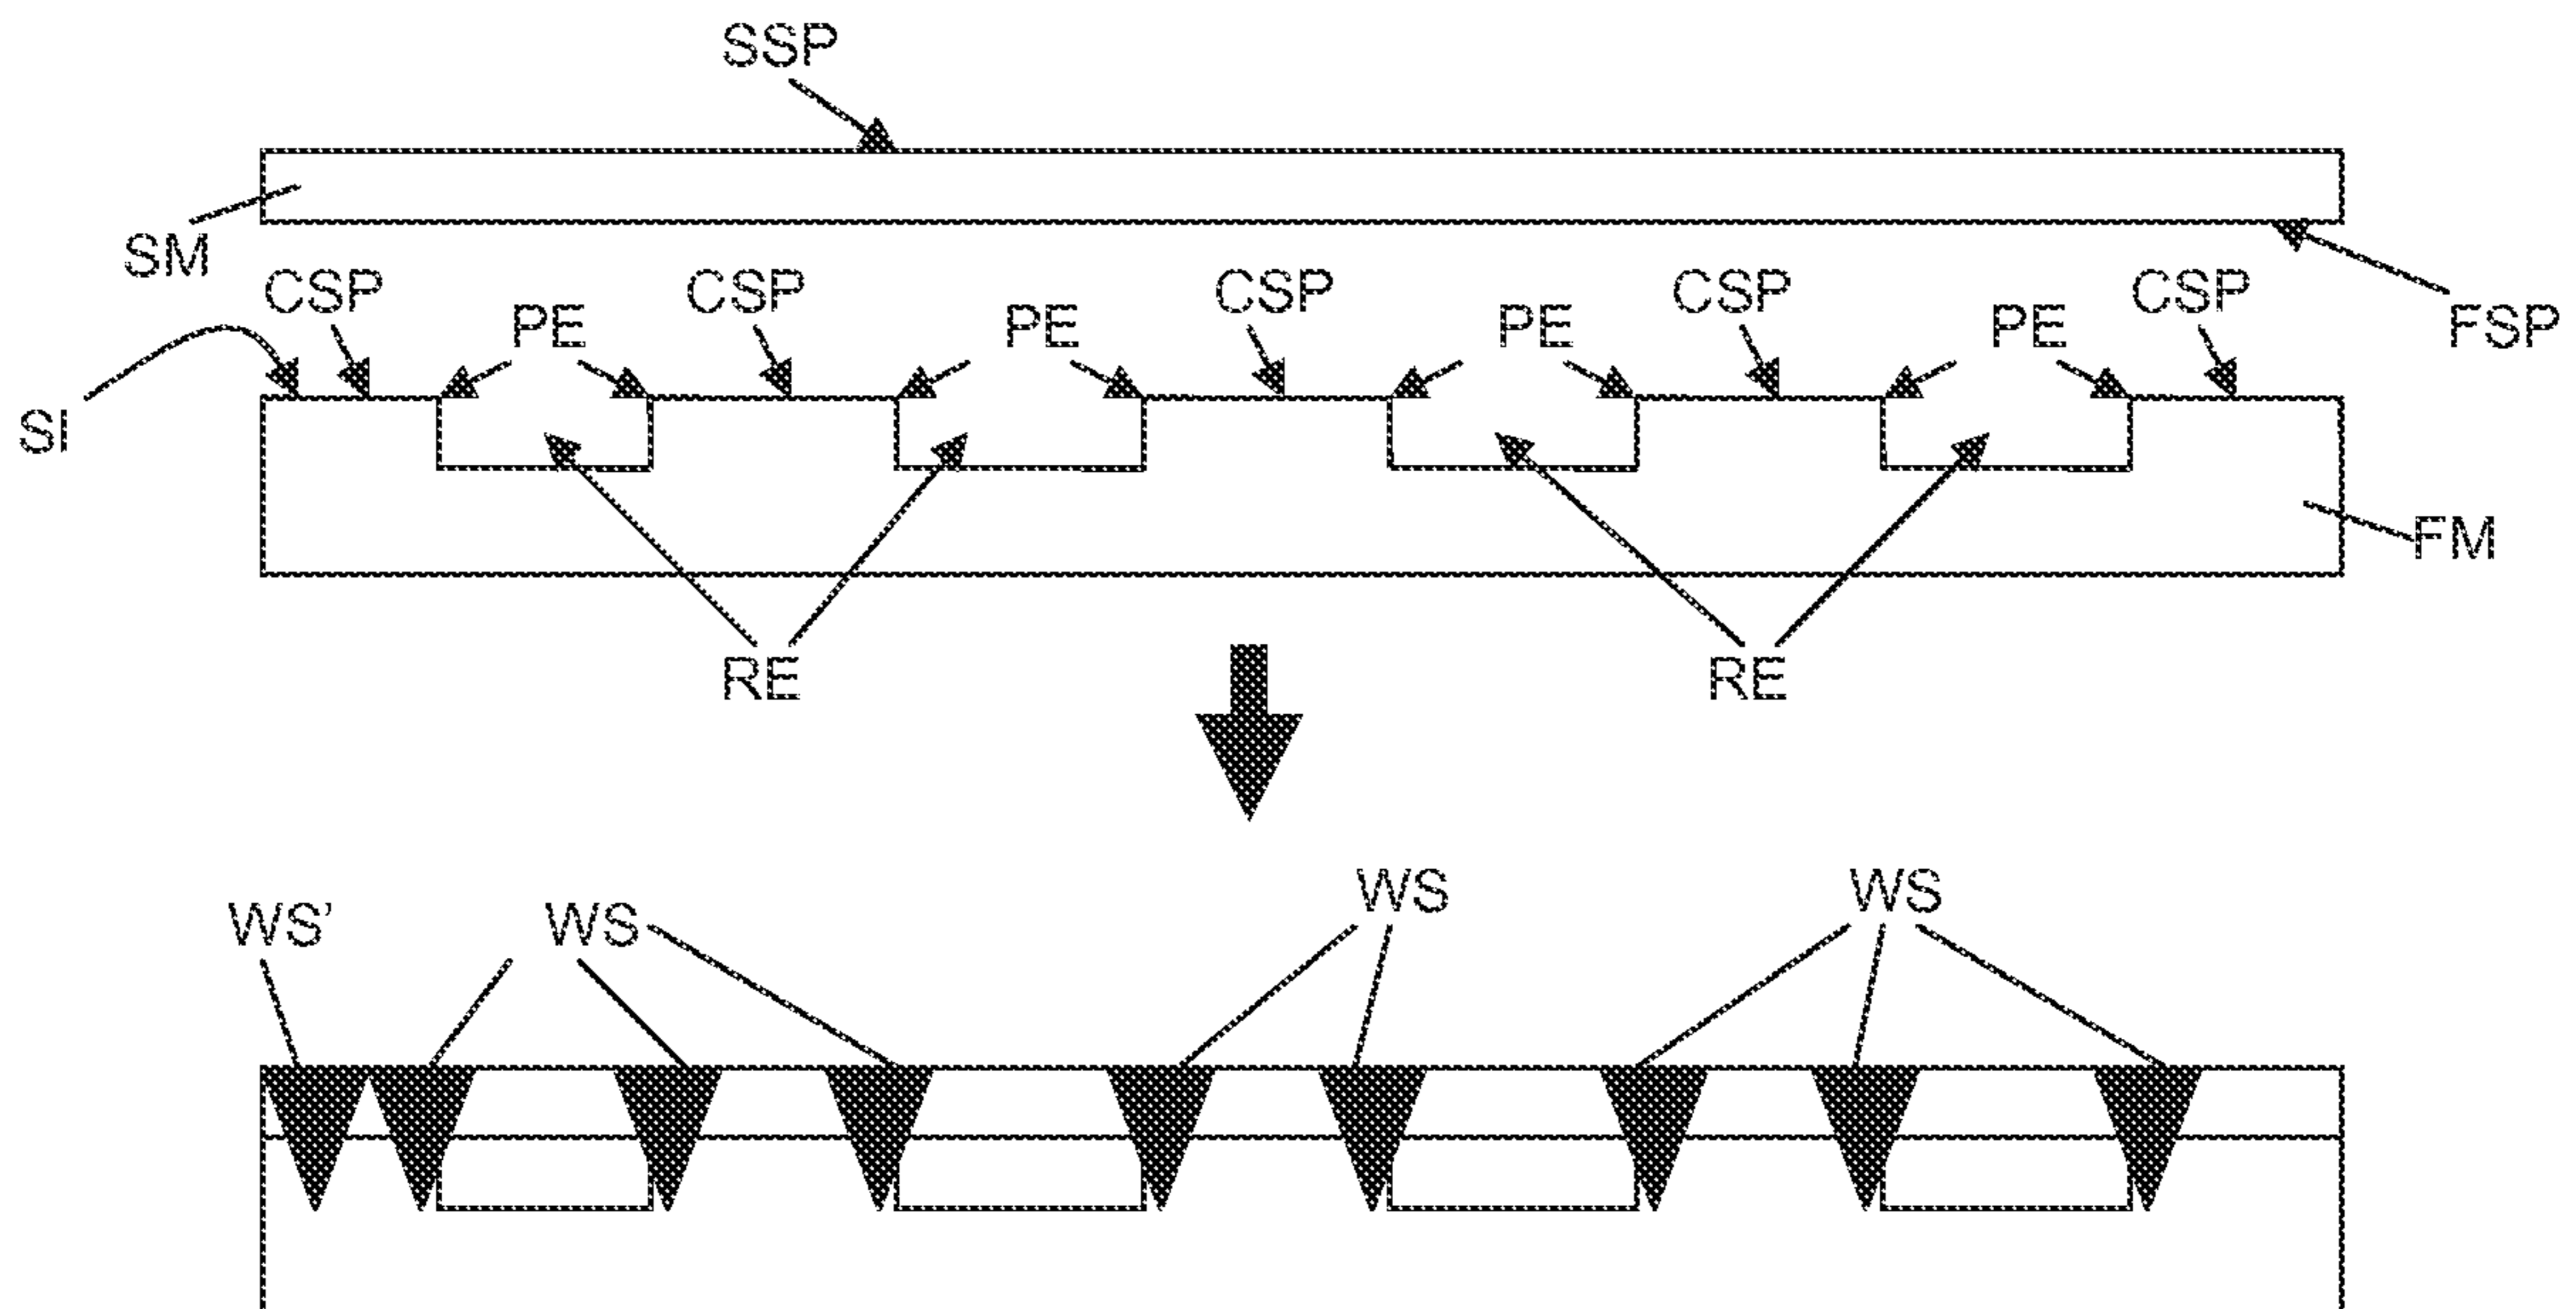 SSP
SM
FSP
CSP CSP CSP CSP CSP
PE PE PE PE
SI
FM
RE RE
WS' WS WS WS